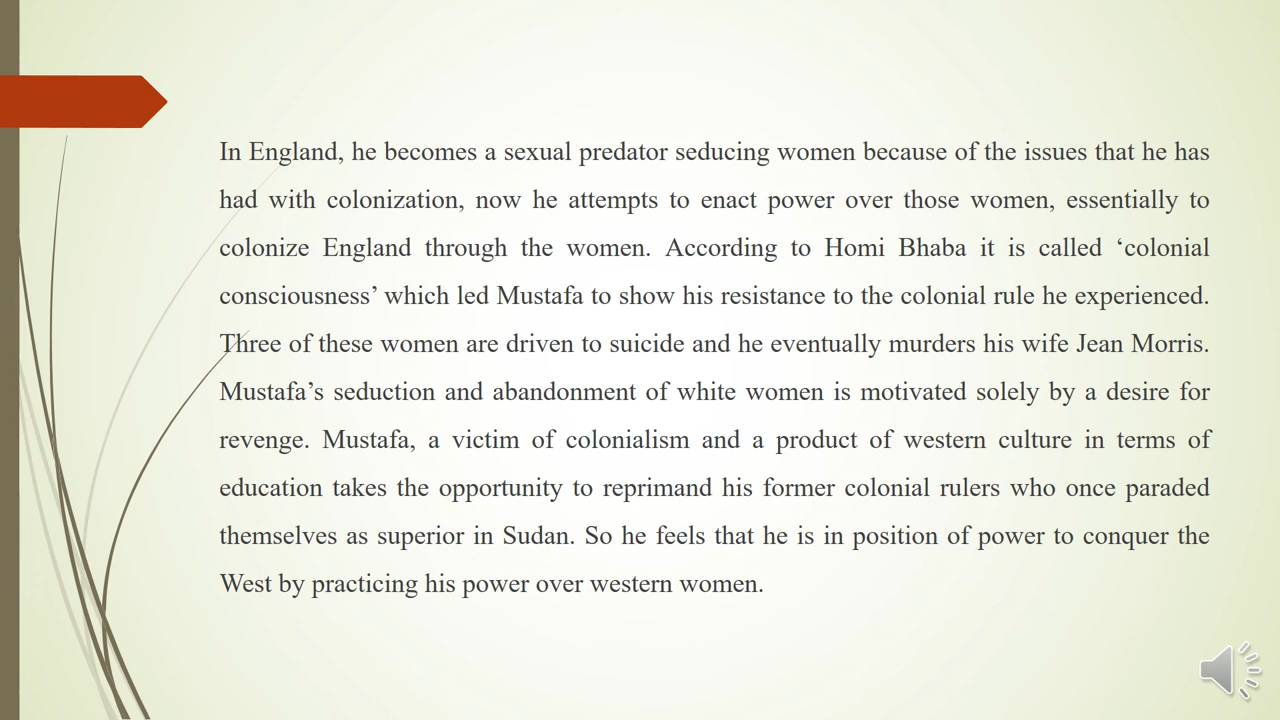 In England, he becomes a sexual predator seducing women because of the issues that he has
had with colonization, now he attempts to enact power over those women, essentially to
colonize England through the women. According to Homi Bhaba it is called ‘colonial
consciousness’ which led Mustafa to show his resistance to the colonial rule he experienced.
Three of these women are driven to suicide and he eventually murders his wife Jean Morris.
Mustafa’s seduction and abandonment of white women is motivated solely by a desire for
revenge. Mustafa, a victim of colonialism and a product of western culture in terms of
education takes the opportunity to reprimand his former colonial rulers who once paraded
themselves as superior in Sudan. So he feels that he is in position of power to conquer the
West by practicing his power over western women.